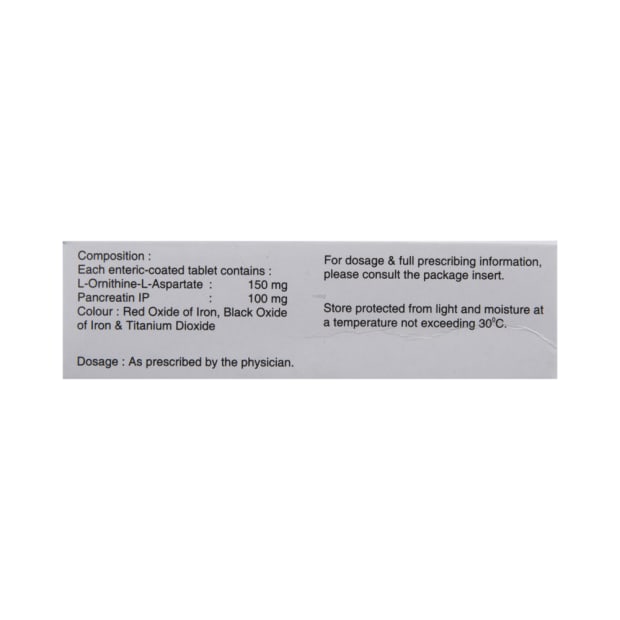 Composition :
Each enteric-coated tablet contains :
L-Ornithine-L-Aspartate : 150 mg
Pancreatin IP : 100 mg
Colour : Red Oxide of Iron, Black Oxide
of Iron & Titanium Dioxide
Dosage : As prescribed by the physician.
For dosage & full prescribing information,
please consult the package insert.
Store protected from light and moisture at
a temperature not exceeding 30⁰C.